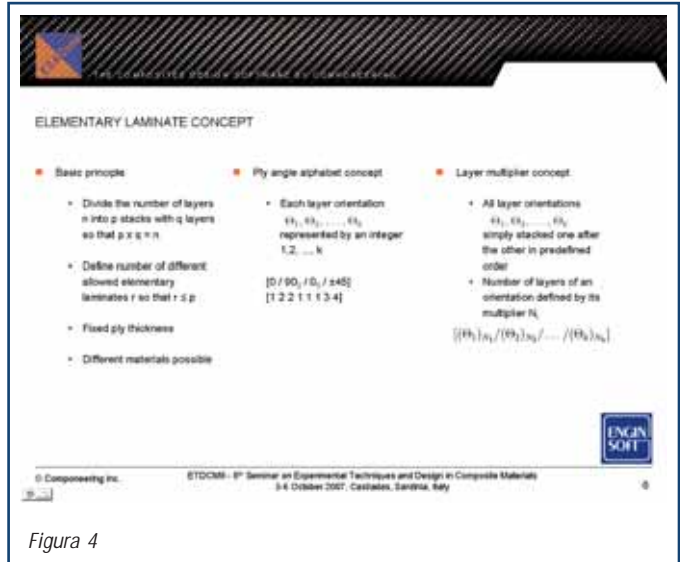 THE COMPOSITES DESIGN SOFTWARE BY COMPONEERING
ELEMENTARY LAMINATE CONCEPT
Basic principle
Divide the number of layers
n into p stacks with q layers
so that p x q = n
Define number of different
allowed elementary
laminates r so that r ≤ p
Fixed ply thickness
Different materials possible
Ply angle alphabet concept
Each layer orientation
Θ₁, Θ₂, ...., Θₖ
represented by an integer
1,2, ..., k
[0 / 90₂ / 0₃ / ±45]
[1 2 2 1 1 1 3 4]
Layer multiplier concept
All layer orientations
Θ₁, Θ₂, ...., Θₖ
simply stacked one after
the other in predefined
order
Number of layers of an
orientation defined by its
multiplier Nᵢ
[(Θ₁)N₁/(Θ₂)N₂/..../(Θₖ)Nₖ]
ENGIN
SOFT
© Componeering Inc.
ETDCM8 - 8th Seminar on Experimental Techniques and Design in Composite Materials
3-6 October 2007, Castiadas, Sardinia, Italy
6
Figura 4